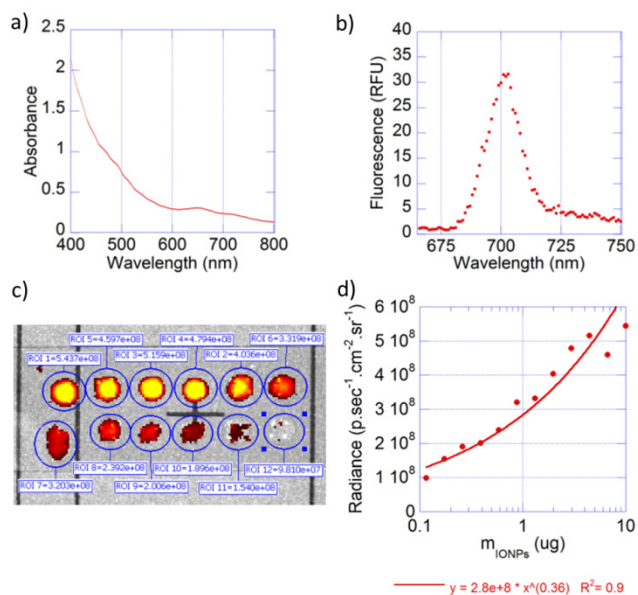 a)
2.5
2
1.5
1
0.5
0
Absorbance
400 500 600 700 800
Wavelength (nm)
b)
40
35
30
25
20
15
10
5
0
Fluorescence (RFU)
675 700 725 750
Wavelength (nm)
c)
ROI 5=4.597e+08 ROI 4=4.794e+08 ROI 6=3.319e+08
ROI 1=5.437e+08 ROI 3=5.159e+08 ROI 2=4.036e+08
ROI 8=2.392e+08 ROI 10=1.896e+08 ROI 12=9.810e+07
ROI 7=3.203e+08 ROI 9=2.006e+08 ROI 11=1.540e+08
d)
6 10⁸
5 10⁸
4 10⁸
3 10⁸
2 10⁸
1 10⁸
0
Radiance (p.sec⁻¹.cm⁻².sr⁻¹)
0.1 1 10
m_IONPs (ug)
y = 2.8e+8 * x^(0.36) R²= 0.9